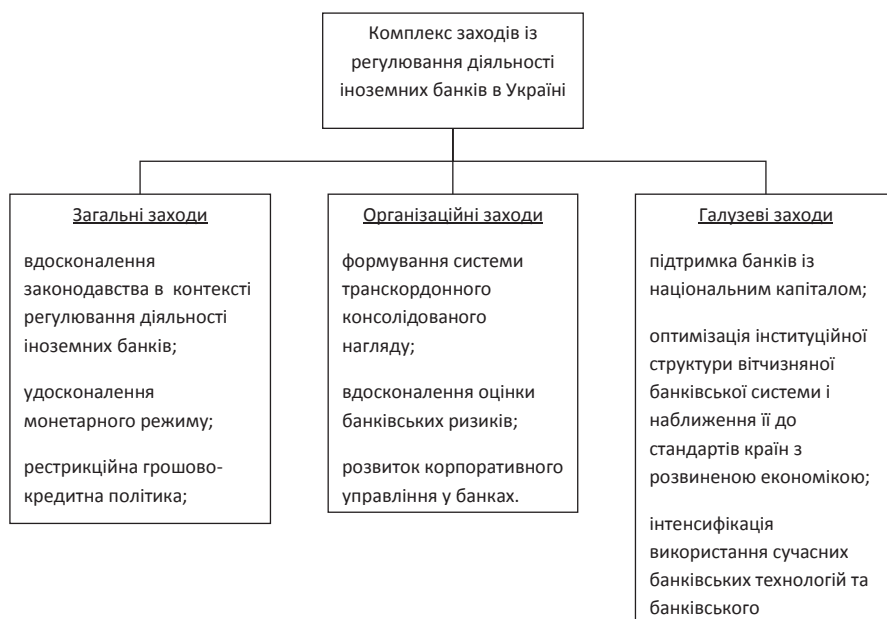 Комплекс заходів із
регулювання діяльності
іноземних банків в Україні
Загальні заходи
вдосконалення
законодавства в контексті
регулювання діяльності
іноземних банків;
удосконалення
монетарного режиму;
рестрикційна грошово-
кредитна політика;
Організаційні заходи
формування системи
транскордонного
консолідованого
нагляду;
вдосконалення оцінки
банківських ризиків;
розвиток корпоративного
управління у банках.
Галузеві заходи
підтримка банків із
національним капіталом;
оптимізація інституційної
структури вітчизняної
банківської системи і
наближення її до
стандартів країн з
розвиненою економікою;
інтенсифікація
використання сучасних
банківських технологій та
банківського